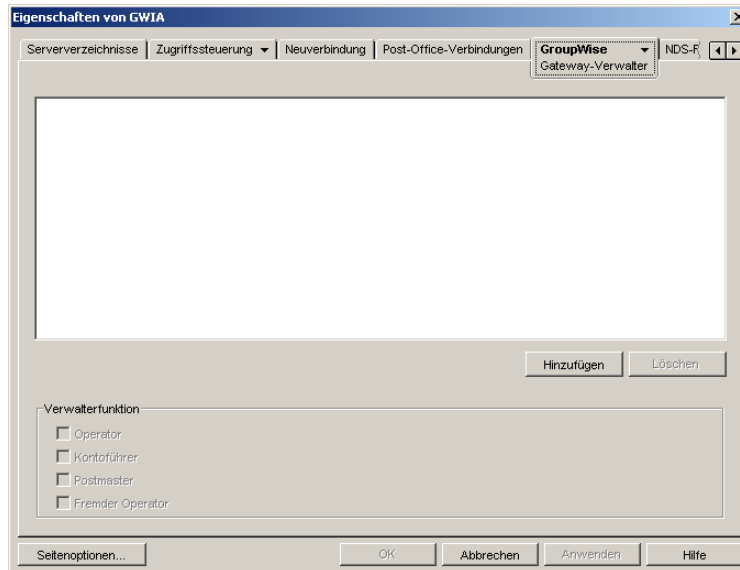 Eigenschaften von GWIA
Serververzeichnisse Zugriffssteuerung Neuverbindung Post-Office-Verbindungen GroupWise NDS-F
Gateway-Verwalter
Hinzufügen Löschen
Verwalterfunktion
Operator
Kontoführer
Postmaster
Fremder Operator
Seitenoptionen... OK Abbrechen Anwenden Hilfe